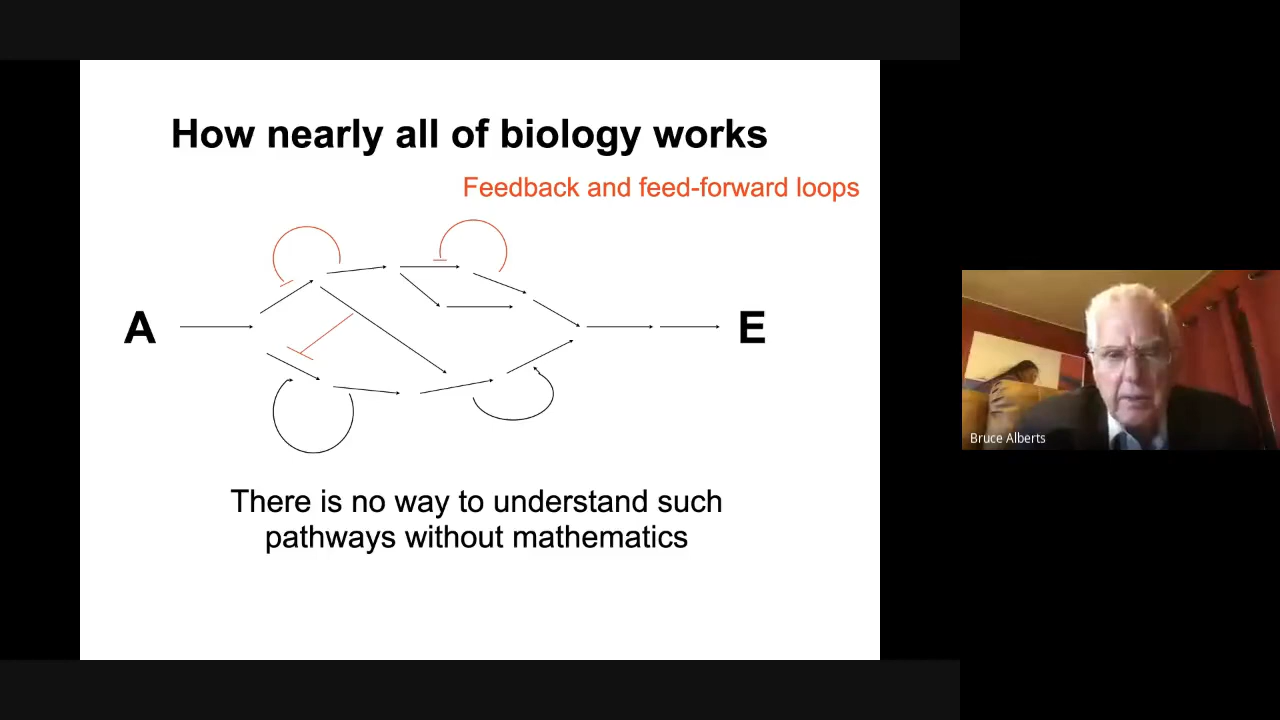 How nearly all of biology works
Feedback and feed-forward loops
A
E
There is no way to understand such
pathways without mathematics
Bruce Alberts